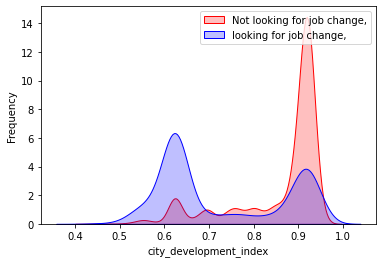 Not looking for job change,
looking for job change,
Frequency
14
12
10
8
6
4
2
0
0.4 0.5 0.6 0.7 0.8 0.9 1.0
city_development_index